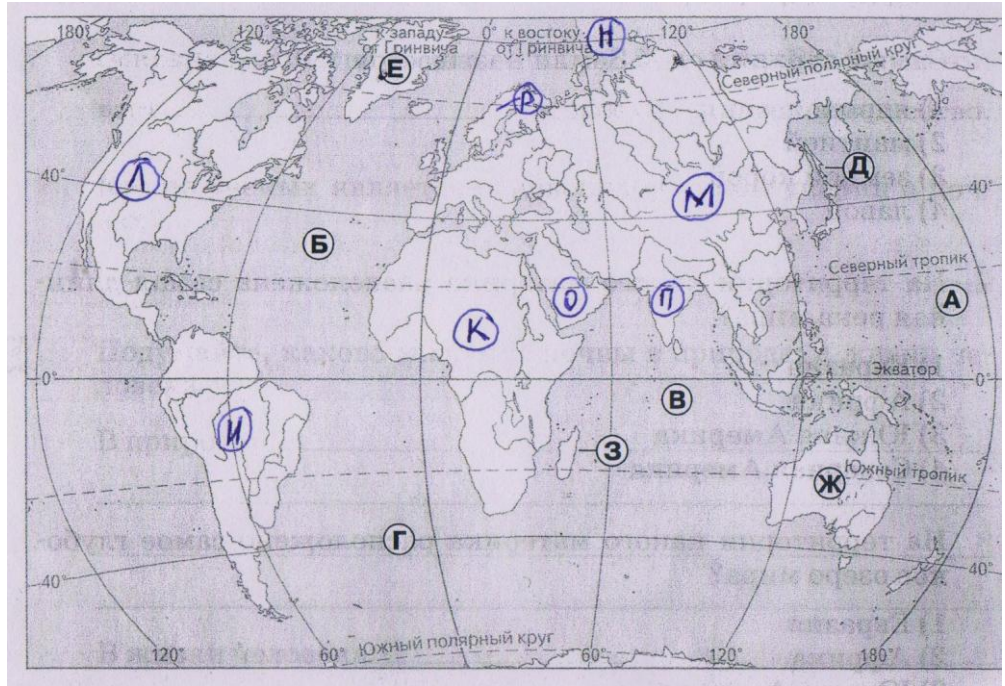 180° 120° к западу 0° к востоку Н 120° 180°
от Гринвича от Гринвича
Е
Северный полярный круг
Р
Д
40° Л М 40°
Б
Северный тропик
К О П А
Экватор
0° 0°
В
И З
Южный тропик
Ж
Г
40° 40°
Южный полярный круг
120° 60° 60° 120° 180°